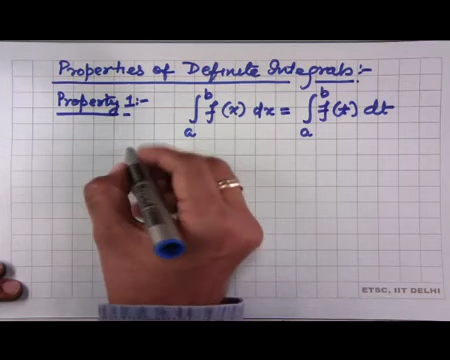 Properties of Definite Integrals:-
Property 1:- ∫ₐᵇ f(x) dx = ∫ₐᵇ f(t) dt
ETSC, IIT DELHI